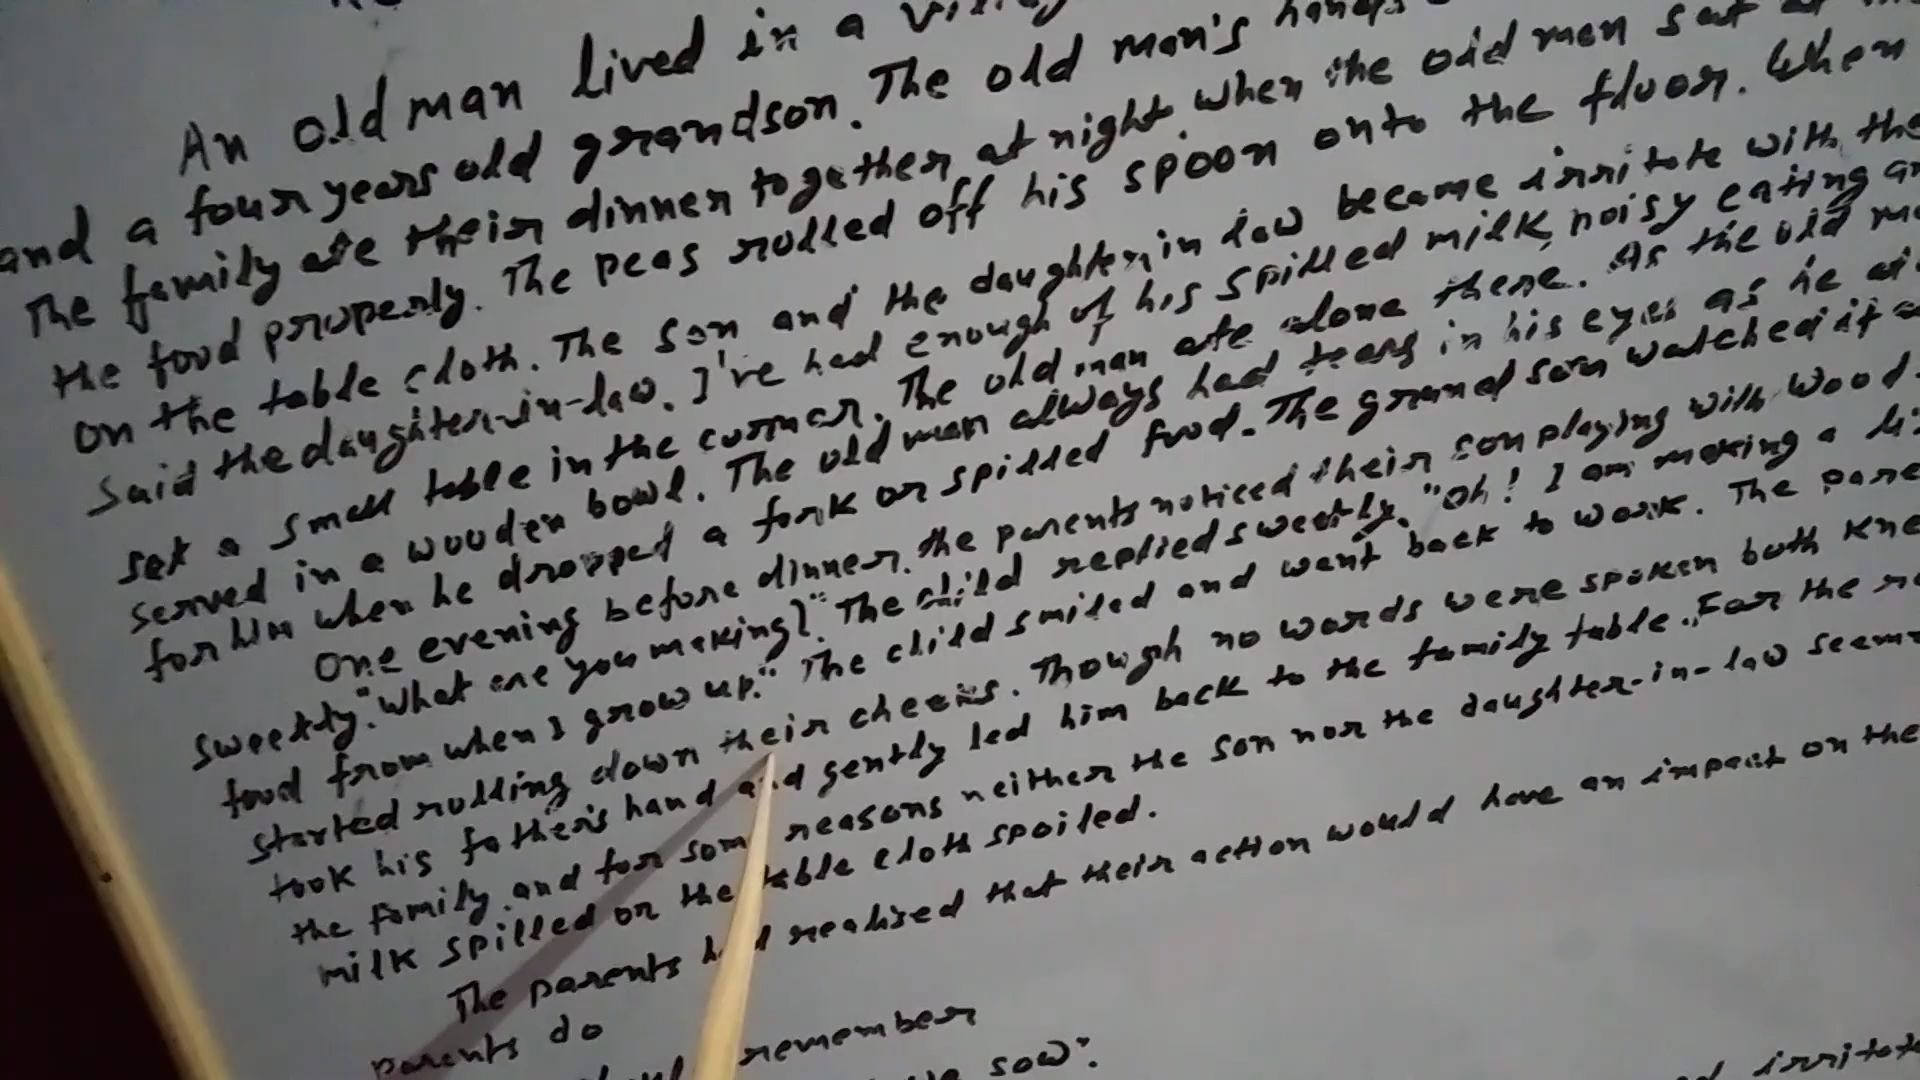 An old man lived in a
and a four years old grandson. The old man's hands
The family ate their dinner together at night. when the old man sat at
the food properly. The peas rolled off his spoon onto the floor. When
on the table cloth. The son and the daughter, in law became irritate with the
Said the daughter-in-law. I've had enough of his spilled milk, noisy eating
set a small table in the corner. The old man ate alone there. As the old
served in a wooden bowl. The old man always had tears in his eyes as he
for him when he dropped a fork or spilled food. The grand son watched it
One evening before dinner. the parents noticed their son playing with wood.
sweetly. "What are you making?". The child replied sweetly. "oh! I am making a
food from when I grow up." The child smiled and went back to work. The
started rolling down their cheeks. Though no words were spoken both
took his father's hand and gently led him back to the family table. For the
the family. and for some reasons neither the son nor the daughter-in-law
milk spilled or the table cloth spoiled.
The parents had realised that their action would have an impact on the
parents do
remember
sow".